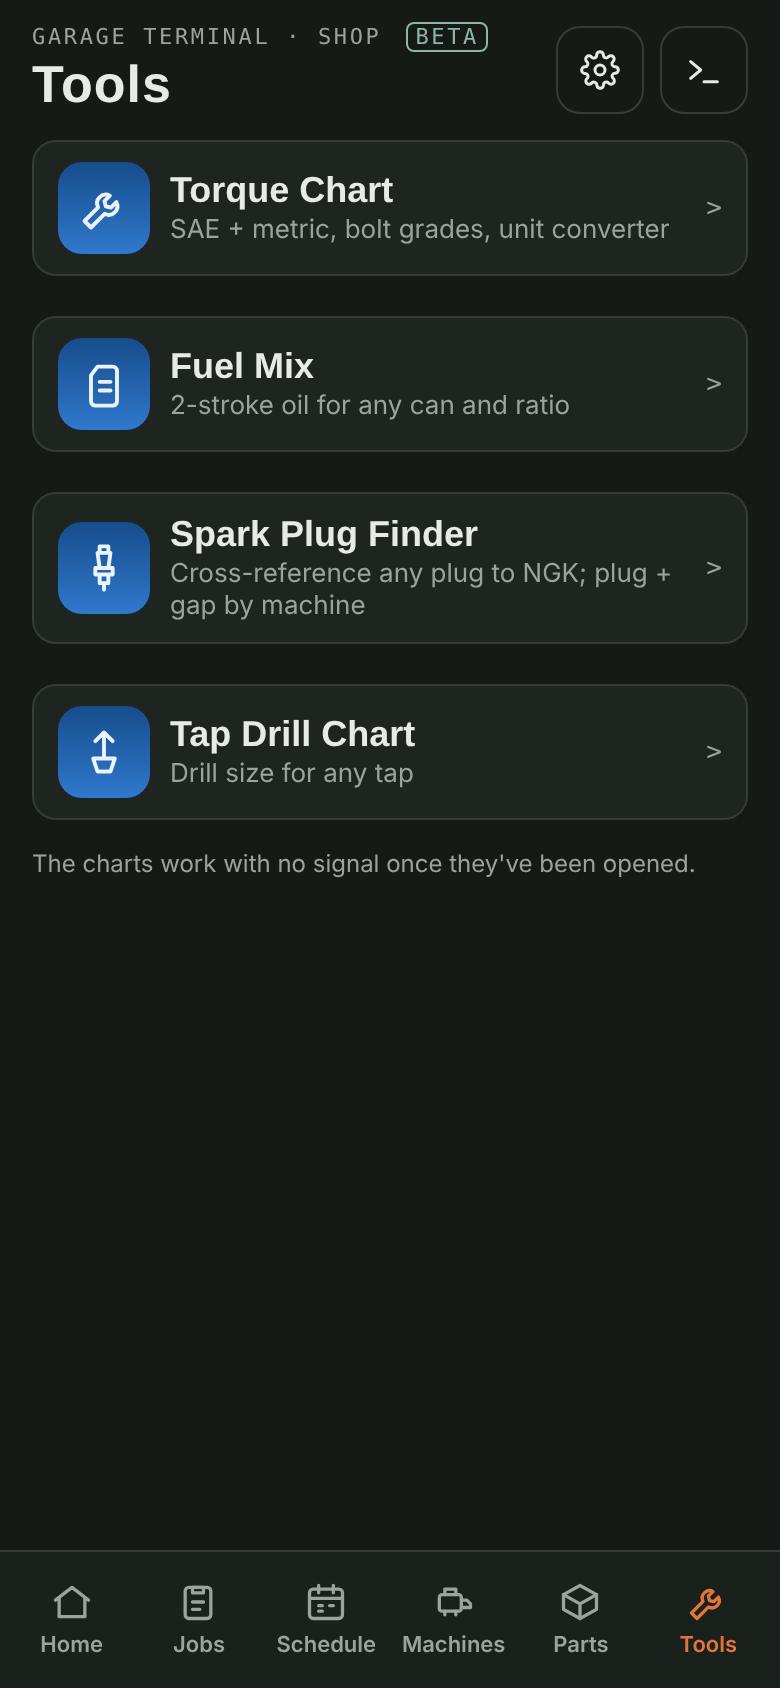 GARAGE TERMINAL · SHOP BETA
Tools
Torque Chart
SAE + metric, bolt grades, unit converter
>
Fuel Mix
2-stroke oil for any can and ratio
>
Spark Plug Finder
Cross-reference any plug to NGK; plug +
gap by machine
>
Tap Drill Chart
Drill size for any tap
>
The charts work with no signal once they've been opened.
Home Jobs Schedule Machines Parts Tools